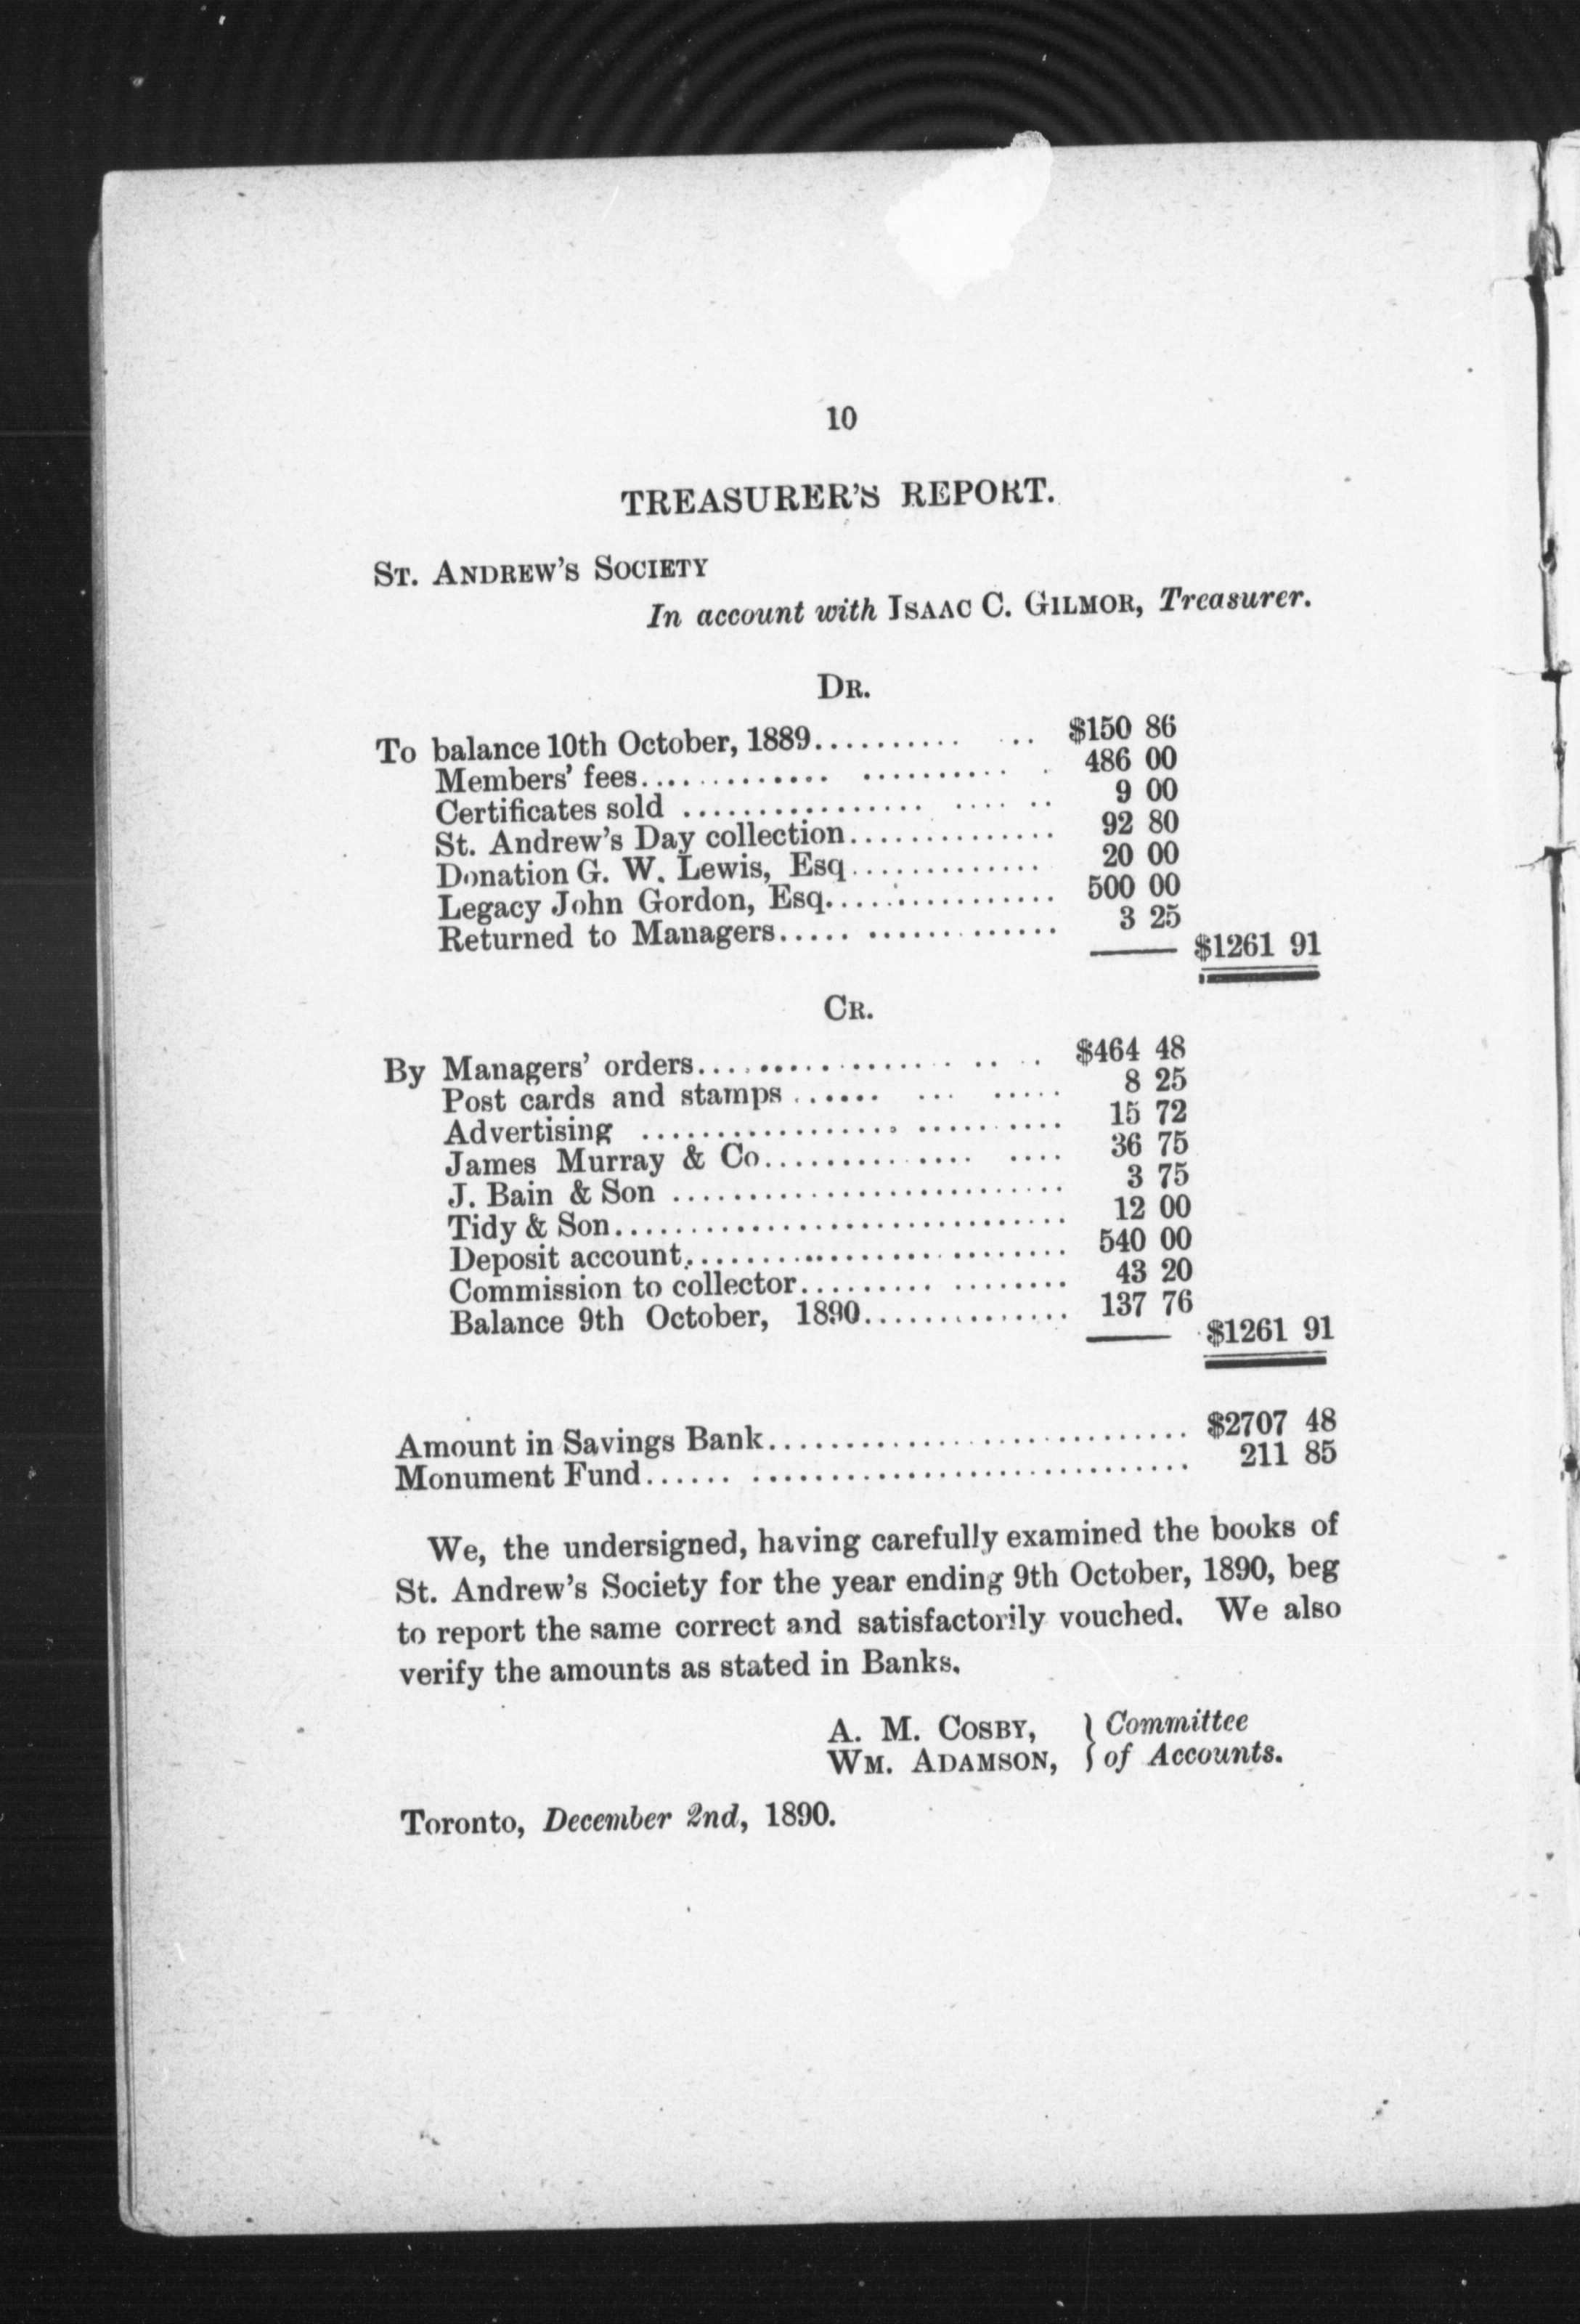 10
TREASURER'S REPORT.
ST. ANDREW'S SOCIETY
In account with ISAAC C. GILMOR, Treasurer.
DR.
To balance 10th October, 1889.......... .. $150 86
Members' fees............. .......... . 486 00
Certificates sold ................ .... .. 9 00
St. Andrew's Day collection.............. 92 80
Donation G. W. Lewis, Esq............. 20 00
Legacy John Gordon, Esq............... 500 00
Returned to Managers..... ............. 3 25
$1261 91
CR.
By Managers' orders................. .. .. $464 48
Post cards and stamps ...... ... ..... 8 25
Advertising ........................... 15 72
James Murray & Co.............. .... 36 75
J. Bain & Son .......................... 3 75
Tidy & Son.............................. 12 00
Deposit account......................... 540 00
Commission to collector......... ........ 43 20
Balance 9th October, 1890.............. 137 76
$1261 91
Amount in Savings Bank............................ $2707 48
Monument Fund...... ............................. 211 85
We, the undersigned, having carefully examined the books of
St. Andrew's Society for the year ending 9th October, 1890, beg
to report the same correct and satisfactorily vouched. We also
verify the amounts as stated in Banks.
A. M. COSBY, } Committee
WM. ADAMSON, } of Accounts.
Toronto, December 2nd, 1890.